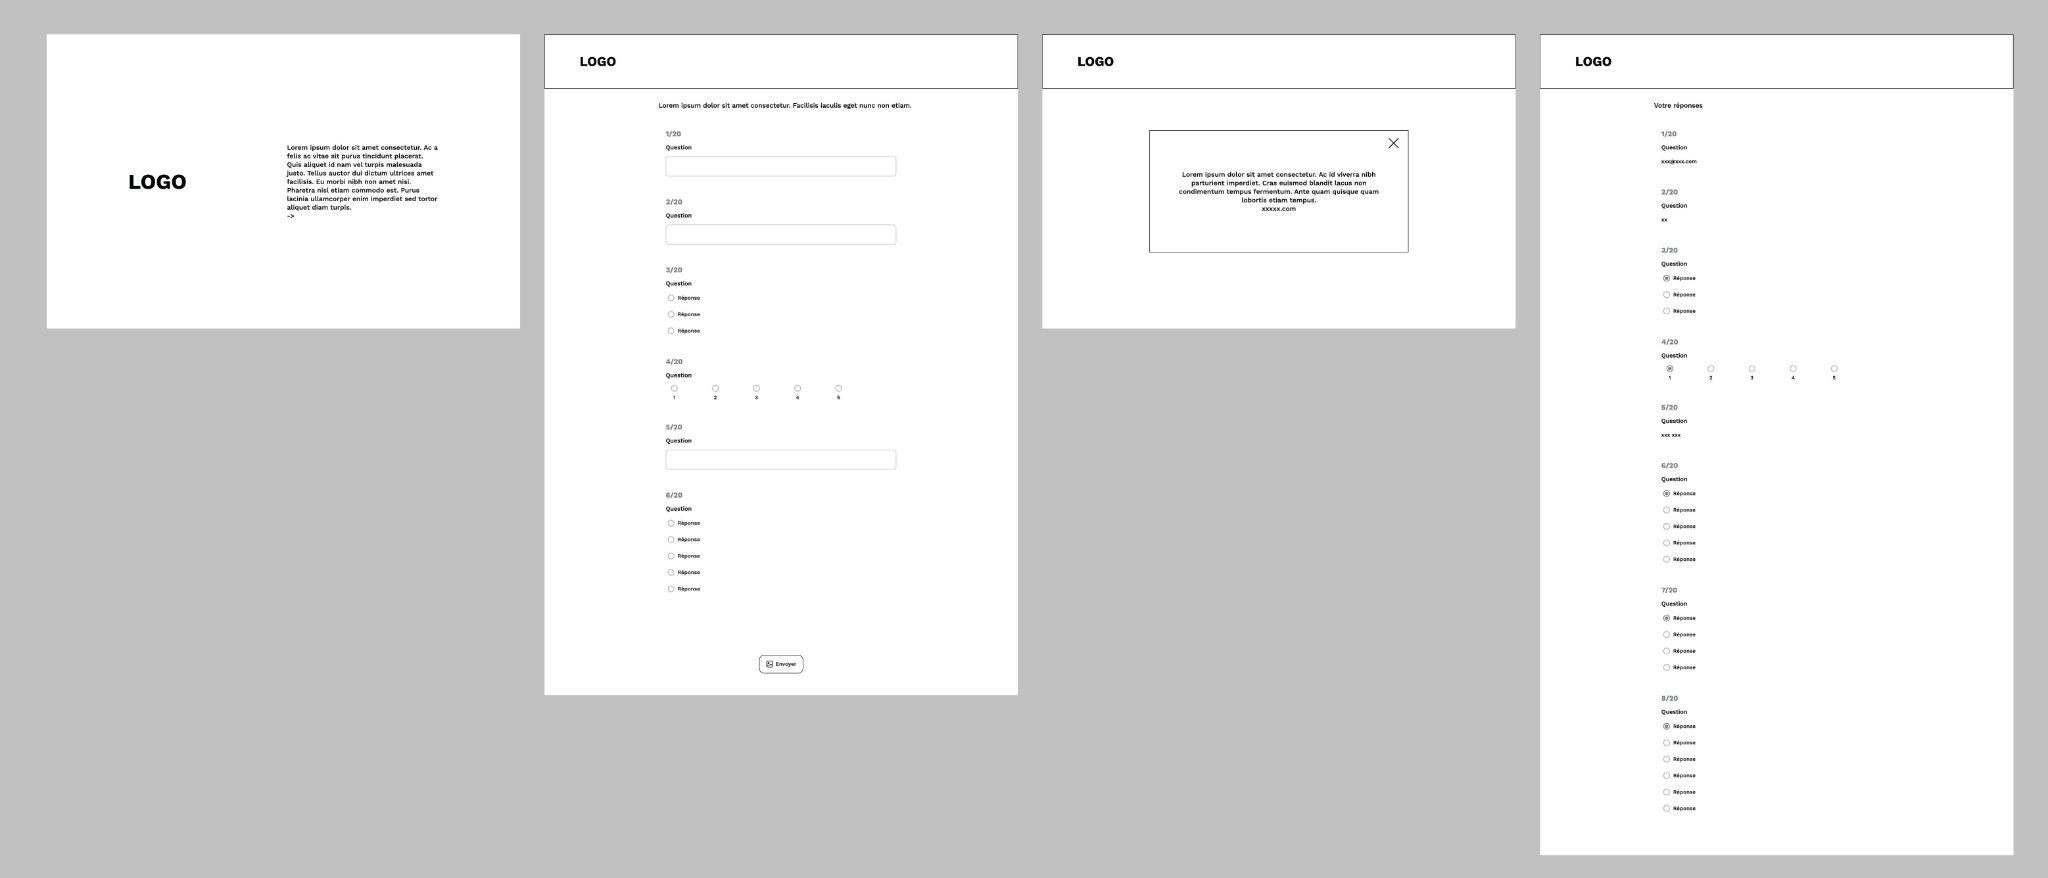 LOGO
Lorem ipsum dolor sit amet consectetur. Ac a
felis ac vitae sit purus tincidunt placerat.
Quis aliquet id nam vel turpis malesuada
justo. Tellus auctor dui dictum ultrices amet
facilisis. Eu morbi nibh non amet nisi.
Pharetra nisl etiam commodo est. Purus
lacinia ullamcorper enim imperdiet sed tortor
aliquet diam turpis.
->
LOGO
Lorem ipsum dolor sit amet consectetur. Facilisis iaculis eget nunc non etiam.
1/20
Question
2/20
Question
3/20
Question
Réponse
Réponse
Réponse
4/20
Question
1 2 3 4 5
5/20
Question
6/20
Question
Réponse
Réponse
Réponse
Réponse
Réponse
Envoyer
LOGO
Lorem ipsum dolor sit amet consectetur. Ac id viverra nibh
parturient imperdiet. Cras euismod blandit lacus non
condimentum tempus fermentum. Ante quam quisque quam
lobortis etiam tempus.
xxxxx.com
LOGO
Votre réponses
1/20
Question
xxx@xxx.com
2/20
Question
xx
3/20
Question
Réponse
Réponse
Réponse
4/20
Question
1 2 3 4 5
5/20
Question
xxx xxx
6/20
Question
Réponse
Réponse
Réponse
Réponse
Réponse
7/20
Question
Réponse
Réponse
Réponse
Réponse
8/20
Question
Réponse
Réponse
Réponse
Réponse
Réponse
Réponse